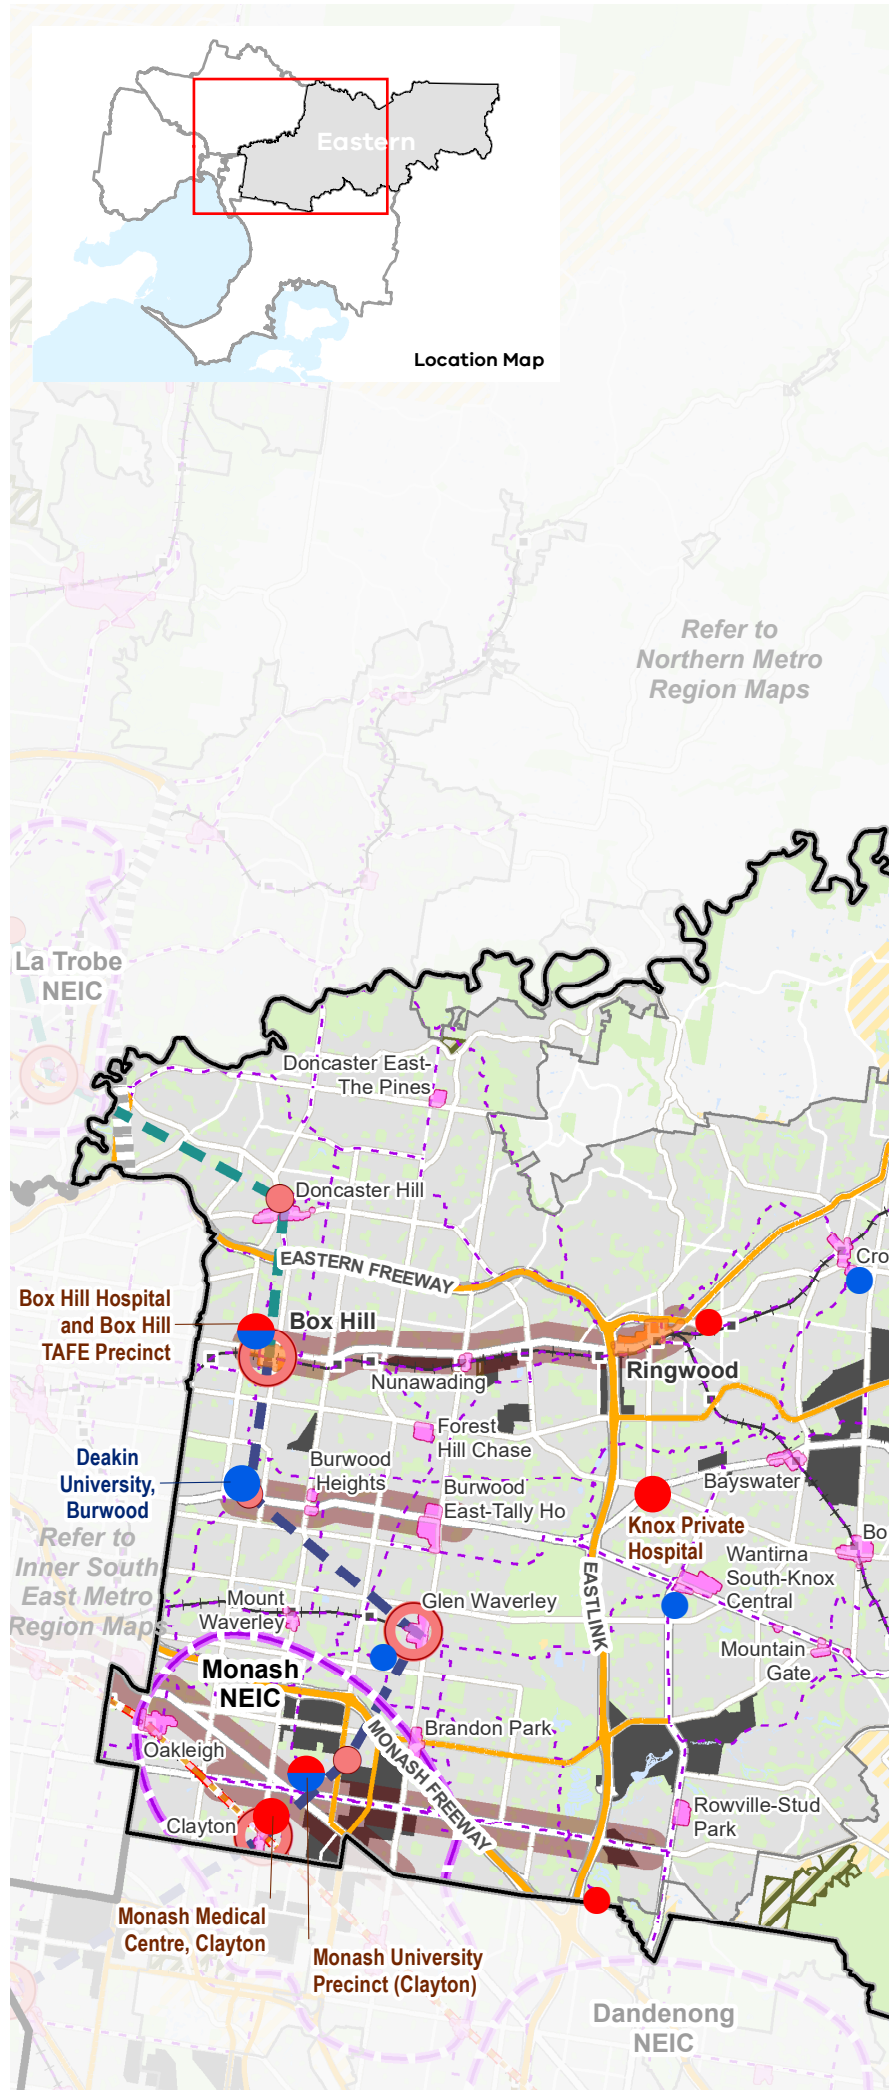 Eastern
Location Map
Refer to
Northern Metro
Region Maps
La Trobe
NEIC
Doncaster East-
The Pines
Doncaster Hill
EASTERN FREEWAY
Cro
Box Hill Hospital
and Box Hill
TAFE Precinct
Box Hill
Ringwood
Nunawading
Forest
Hill Chase
Deakin
University,
Burwood
Burwood
Heights
Burwood
East-Tally Ho
Bayswater
Knox Private
Hospital
Bo
Refer to
Inner South
East Metro
Region Maps
Wantirna
South-Knox
Central
EASTLINK
Mount
Waverley
Glen Waverley
Mountain
Gate
Monash
NEIC
Oakleigh
Brandon Park
MONASH FREEWAY
Rowville-Stud
Park
Clayton
Monash Medical
Centre, Clayton
Monash University
Precinct (Clayton)
Dandenong
NEIC